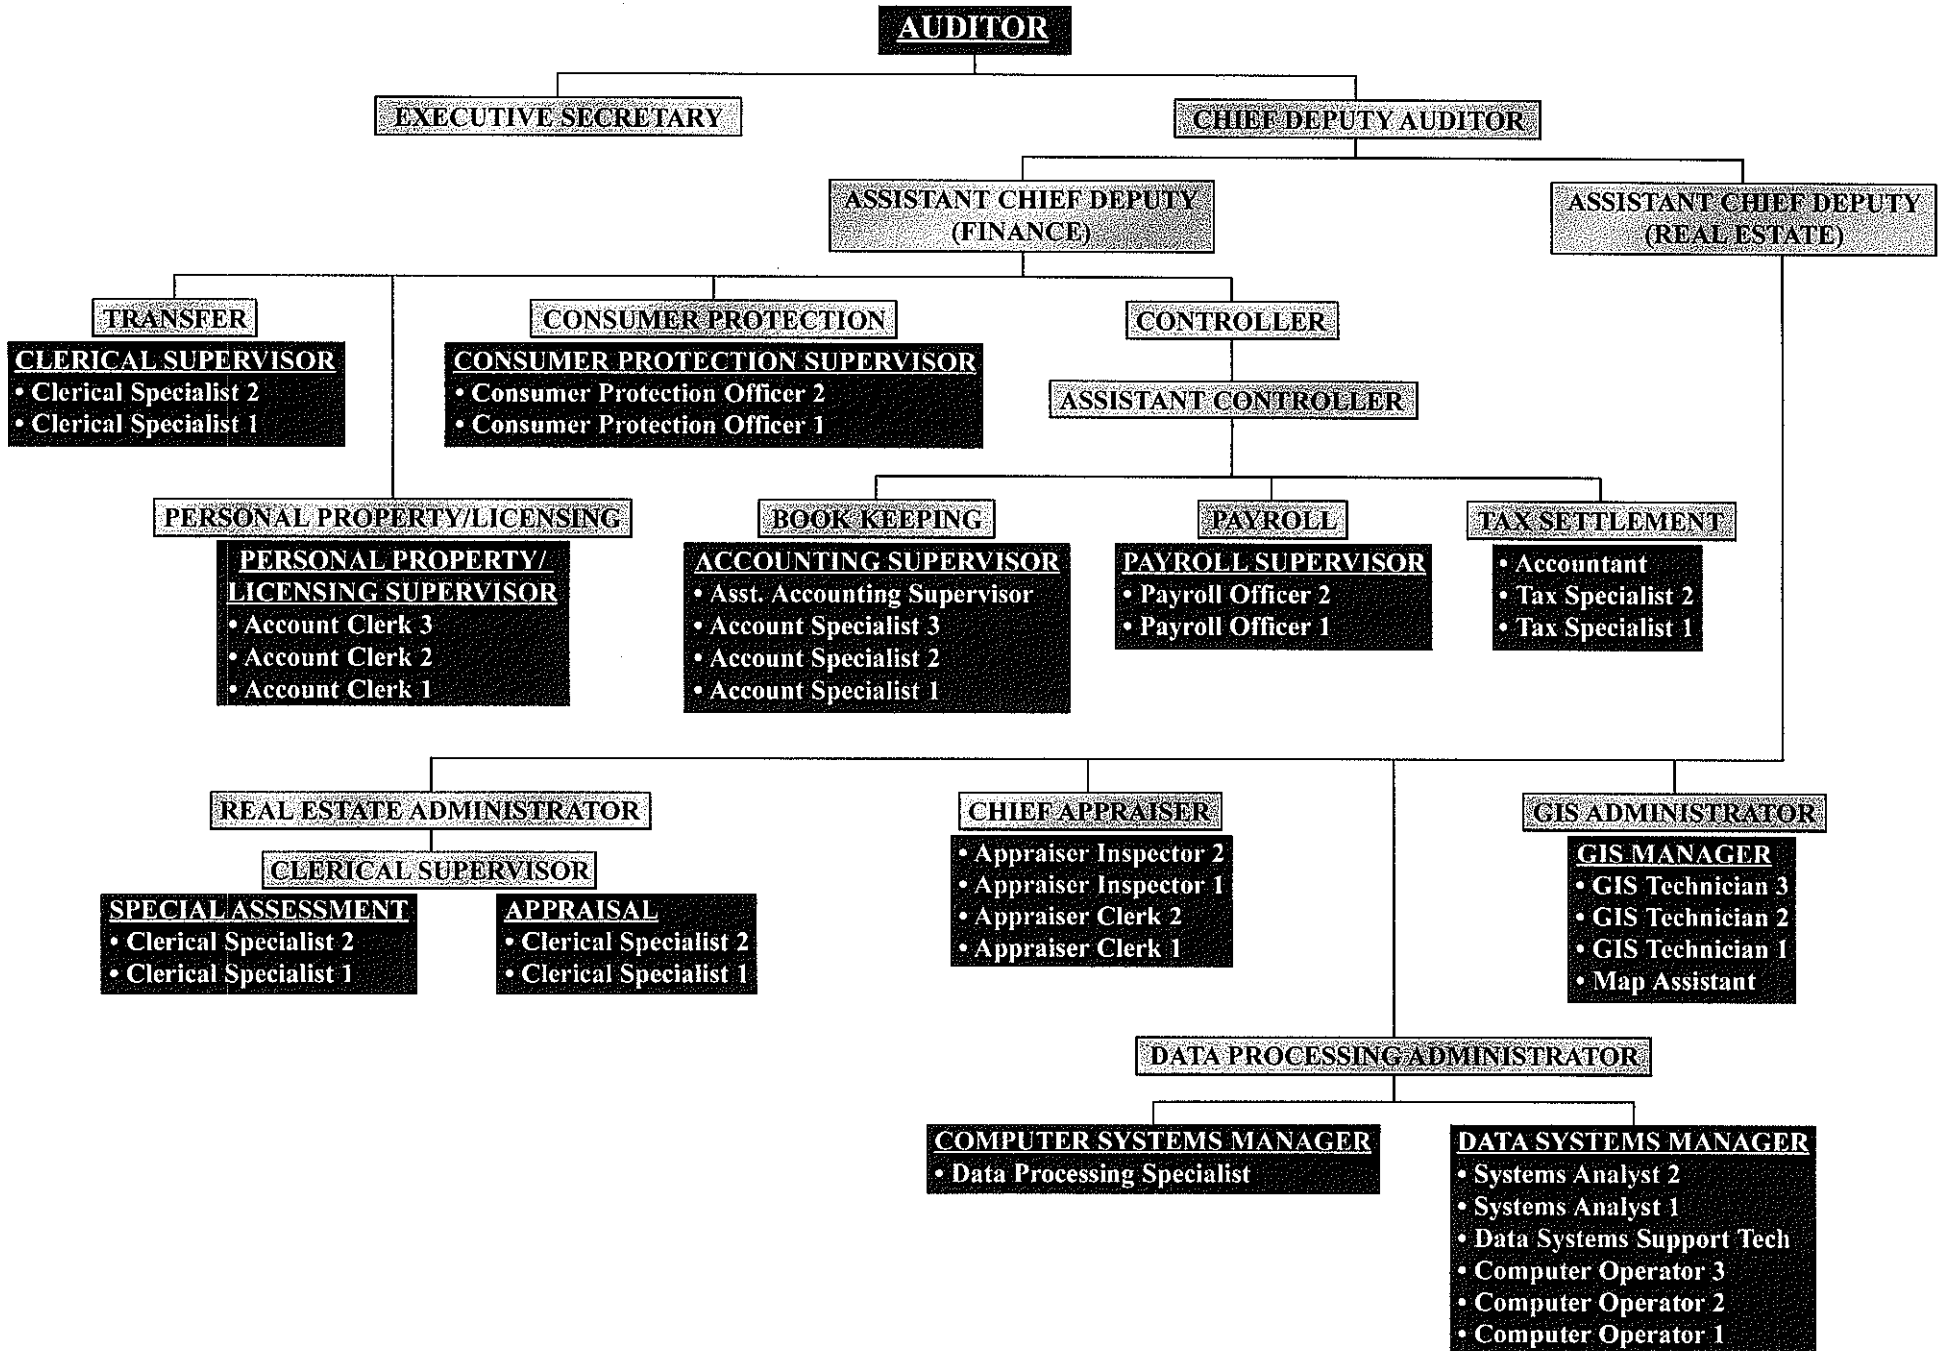 AUDITOR
EXECUTIVE SECRETARY
CHIEF DEPUTY AUDITOR
ASSISTANT CHIEF DEPUTY
(FINANCE)
ASSISTANT CHIEF DEPUTY
(REAL ESTATE)
TRANSFER
CLERICAL SUPERVISOR
• Clerical Specialist 2
• Clerical Specialist 1
CONSUMER PROTECTION
CONSUMER PROTECTION SUPERVISOR
• Consumer Protection Officer 2
• Consumer Protection Officer 1
CONTROLLER
ASSISTANT CONTROLLER
PERSONAL PROPERTY/LICENSING
PERSONAL PROPERTY/
LICENSING SUPERVISOR
• Account Clerk 3
• Account Clerk 2
• Account Clerk 1
BOOK KEEPING
ACCOUNTING SUPERVISOR
• Asst. Accounting Supervisor
• Account Specialist 3
• Account Specialist 2
• Account Specialist 1
PAYROLL
PAYROLL SUPERVISOR
• Payroll Officer 2
• Payroll Officer 1
TAX SETTLEMENT
• Accountant
• Tax Specialist 2
• Tax Specialist 1
REAL ESTATE ADMINISTRATOR
CLERICAL SUPERVISOR
SPECIAL ASSESSMENT
• Clerical Specialist 2
• Clerical Specialist 1
APPRAISAL
• Clerical Specialist 2
• Clerical Specialist 1
CHIEF APPRAISER
• Appraiser Inspector 2
• Appraiser Inspector 1
• Appraiser Clerk 2
• Appraiser Clerk 1
GIS ADMINISTRATOR
GIS MANAGER
• GIS Technician 3
• GIS Technician 2
• GIS Technician 1
• Map Assistant
DATA PROCESSING ADMINISTRATOR
COMPUTER SYSTEMS MANAGER
• Data Processing Specialist
DATA SYSTEMS MANAGER
• Systems Analyst 2
• Systems Analyst 1
• Data Systems Support Tech
• Computer Operator 3
• Computer Operator 2
• Computer Operator 1